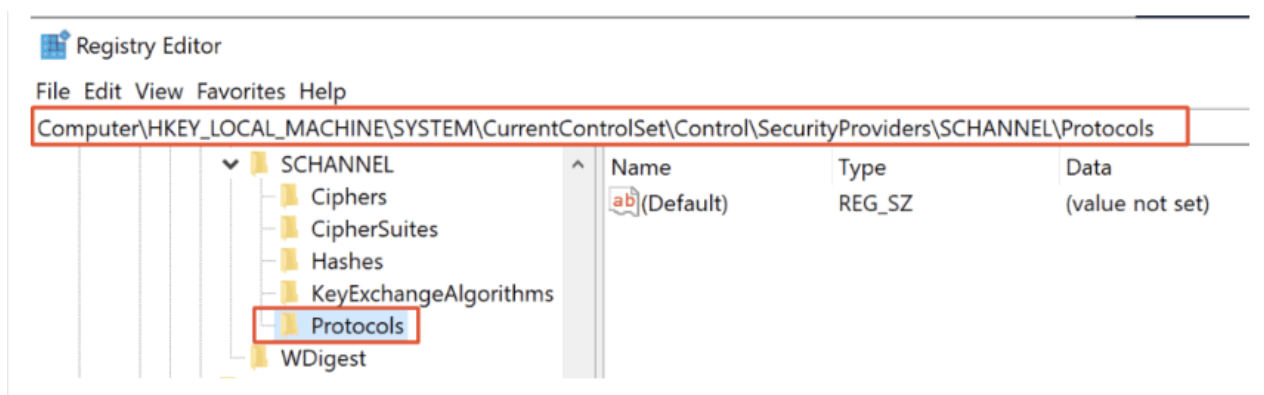 Registry Editor
File Edit View Favorites Help
Computer\HKEY_LOCAL_MACHINE\SYSTEM\CurrentControlSet\Control\SecurityProviders\SCHANNEL\Protocols
SCHANNEL
Ciphers
CipherSuites
Hashes
KeyExchangeAlgorithms
Protocols
WDigest
Name Type Data
ab (Default) REG_SZ (value not set)